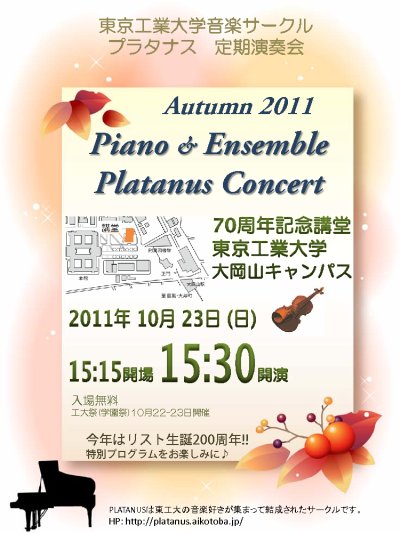 東京工業大学音楽サークル
プラタナス 定期演奏会
Autumn 2011
Piano & Ensemble
Platanus Concert
講堂
正門
本館
70周年記念講堂
東京工業大学
大岡山キャンパス
2011年 10月 23日 (日)
15:15開場 15:30開演
入場無料
工大祭(学園祭)10月22-23日開催
今年はリスト生誕200周年!!
特別プログラムをお楽しみに♪
PLATANUSは東工大の音楽好きが集まって結成されたサークルです。
HP: http://platanus.aikotoba.jp/